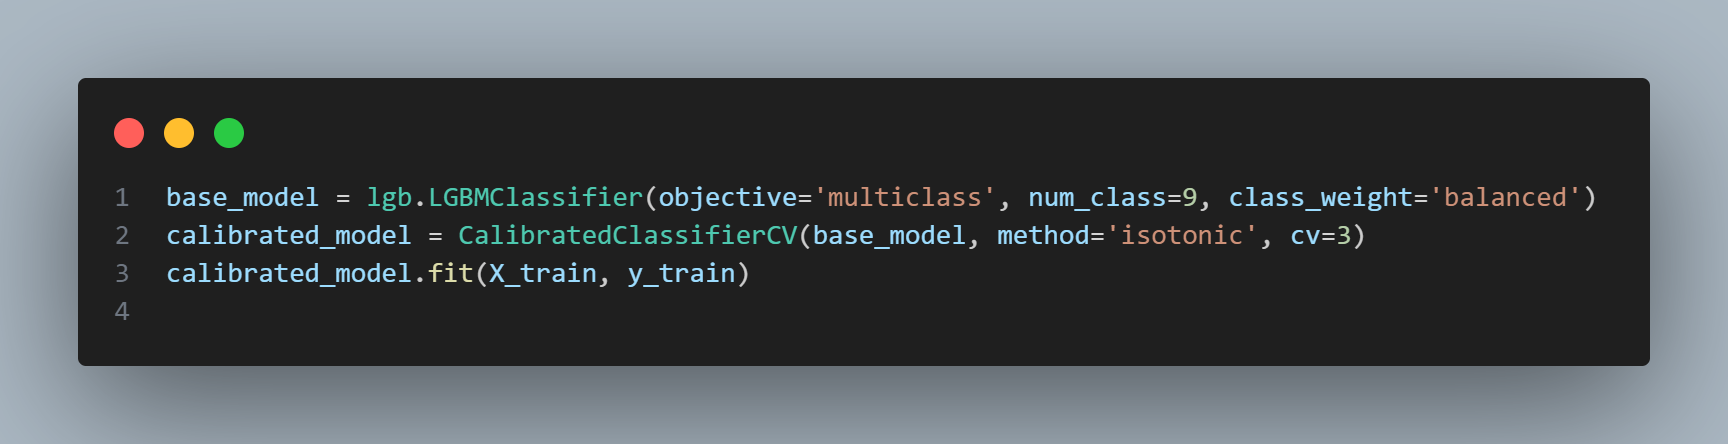 1 base_model = lgb.LGBMClassifier(objective='multiclass', num_class=9, class_weight='balanced')
2 calibrated_model = CalibratedClassifierCV(base_model, method='isotonic', cv=3)
3 calibrated_model.fit(X_train, y_train)
4